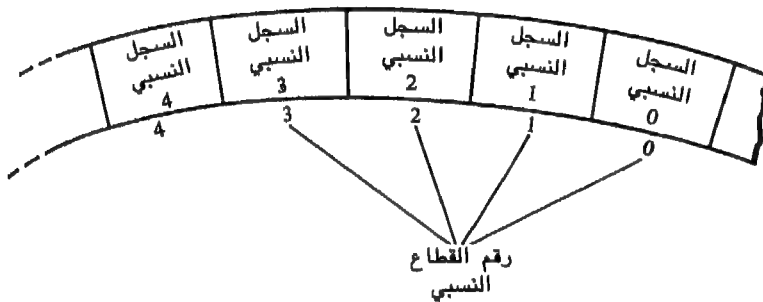 السجل النسبي 0
السجل النسبي 1
السجل النسبي 2
السجل النسبي 3
السجل النسبي 4
0
1
2
3
4
رقم القطاع
النسبي